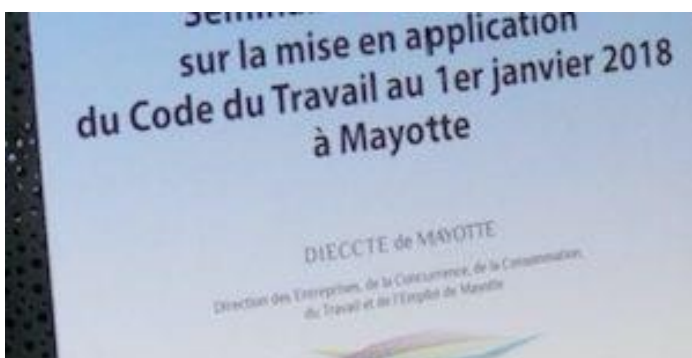 sur la mise en application
du Code du Travail au 1er janvier 2018
à Mayotte
DIECCTE de MAYOTTE
Direction des Entreprises, de la Concurrence, de la Consommation,
du Travail et de l'Emploi de Mayotte